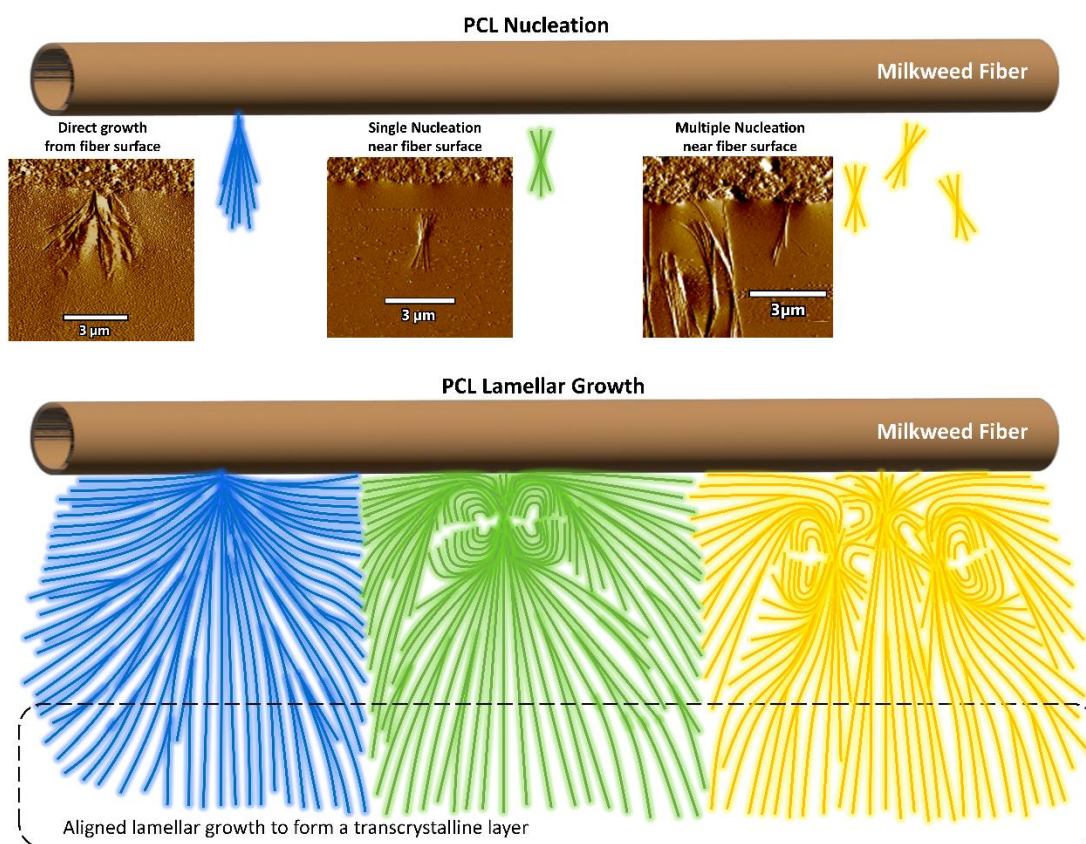 PCL Nucleation
Milkweed Fiber
Direct growth
from fiber surface
Single Nucleation
near fiber surface
Multiple Nucleation
near fiber surface
3 µm
3 µm
3µm
PCL Lamellar Growth
Milkweed Fiber
Aligned lamellar growth to form a transcrystalline layer